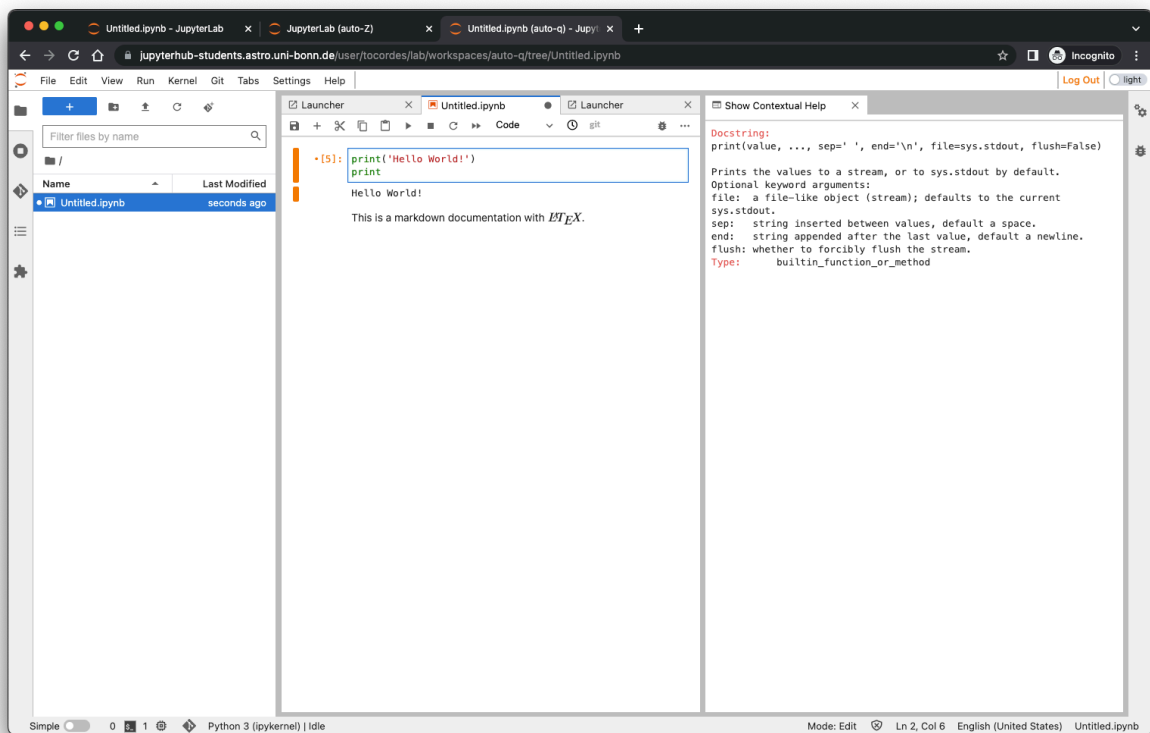 Untitled.ipynb - JupyterLab
JupyterLab (auto-Z)
Untitled.ipynb (auto-q) - Jupyt
jupyterhub-students.astro.uni-bonn.de/user/tocordes/lab/workspaces/auto-q/tree/Untitled.ipynb
Incognito
File Edit View Run Kernel Git Tabs Settings Help
Log Out
light
Filter files by name
/
Name Last Modified
Untitled.ipynb seconds ago
Launcher
Untitled.ipynb
Launcher
Code
git
[5]: print('Hello World!')
print
Hello World!
This is a markdown documentation with LATEX.
Show Contextual Help
Docstring:
print(value, ..., sep=' ', end='\n', file=sys.stdout, flush=False)
Prints the values to a stream, or to sys.stdout by default.
Optional keyword arguments:
file: a file-like object (stream); defaults to the current
sys.stdout.
sep: string inserted between values, default a space.
end: string appended after the last value, default a newline.
flush: whether to forcibly flush the stream.
Type: builtin_function_or_method
Simple 0 1 Python 3 (ipykernel) | Idle
Mode: Edit Ln 2, Col 6 English (United States) Untitled.ipynb